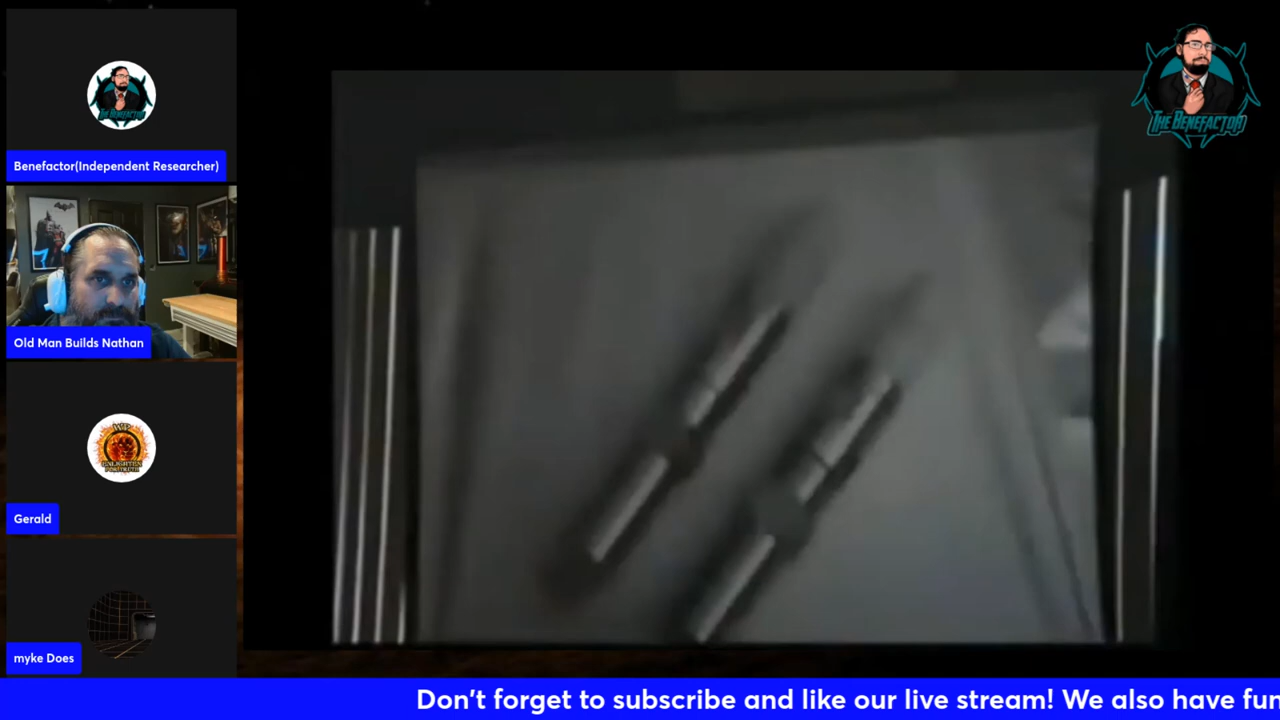 THE BENEFACTOR
Benefactor(Independent Researcher)
Old Man Builds Nathan
Gerald
myke Does
Don't forget to subscribe and like our live stream! We also have fun